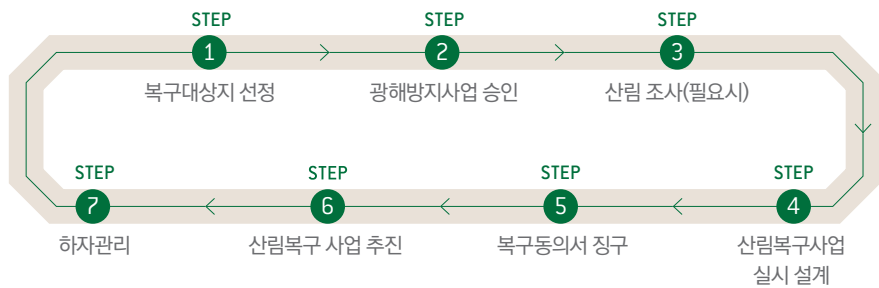 STEP
1
복구대상지 선정
STEP
2
광해방지사업 승인
STEP
3
산림 조사(필요시)
STEP
4
산림복구사업
실시 설계
STEP
5
복구동의서 징구
STEP
6
산림복구 사업 추진
STEP
7
하자관리